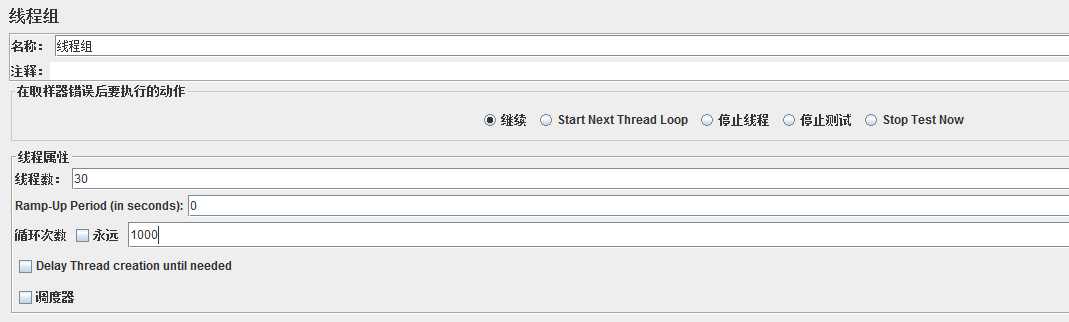 线程组
名称： 线程组
注释：
在取样器错误后要执行的动作
继续 Start Next Thread Loop 停止线程 停止测试 Stop Test Now
线程属性
线程数： 30
Ramp-Up Period (in seconds): 0
循环次数 永远 1000
Delay Thread creation until needed
调度器